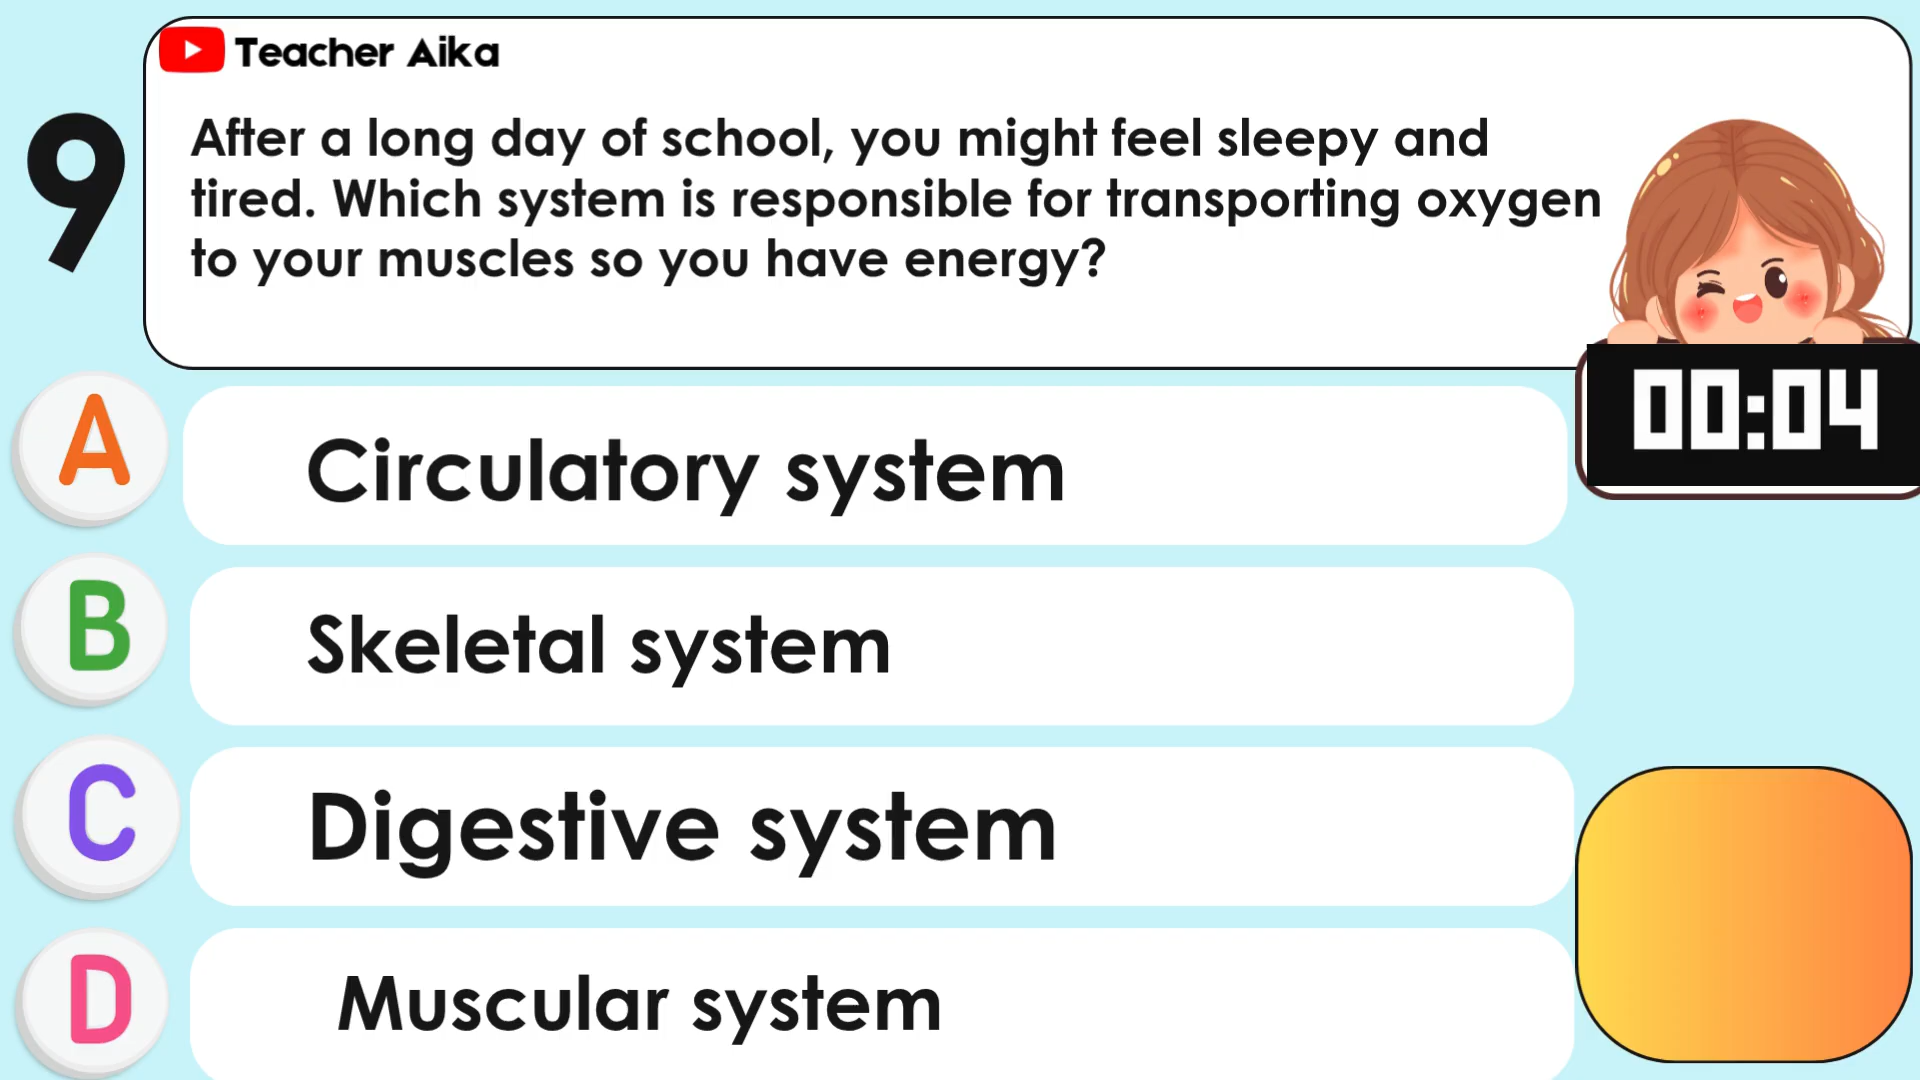 Teacher Aika
9
After a long day of school, you might feel sleepy and
tired. Which system is responsible for transporting oxygen
to your muscles so you have energy?
00:04
A Circulatory system
B Skeletal system
C Digestive system
D Muscular system